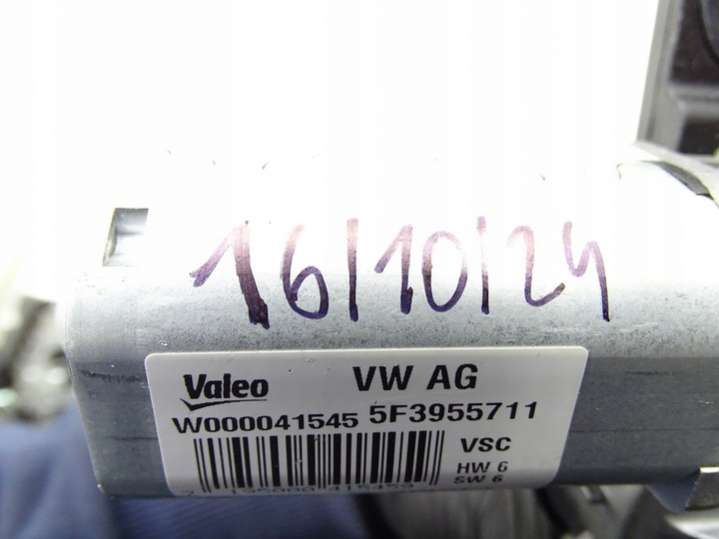 16/10/24
Valeo VW AG
W000041545 5F3955711
VSC
HW 6
SW 6